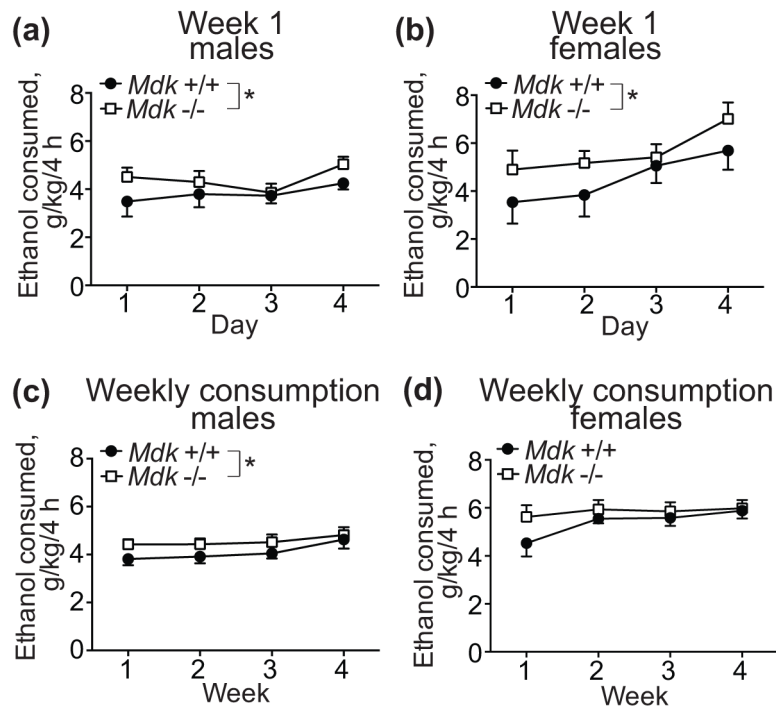 (a)
Week 1
males
Mdk +/+
Mdk -/-
*
Ethanol consumed,
g/kg/4 h
8
6
4
2
0
1 2 3 4
Day
(b)
Week 1
females
Mdk +/+
Mdk -/-
*
Ethanol consumed,
g/kg/4 h
8
6
4
2
0
1 2 3 4
Day
(c)
Weekly consumption
males
Mdk +/+
Mdk -/-
*
Ethanol consumed,
g/kg/4 h
8
6
4
2
0
1 2 3 4
Week
(d)
Weekly consumption
females
Mdk +/+
Mdk -/-
Ethanol consumed,
g/kg/4 h
8
6
4
2
0
1 2 3 4
Week